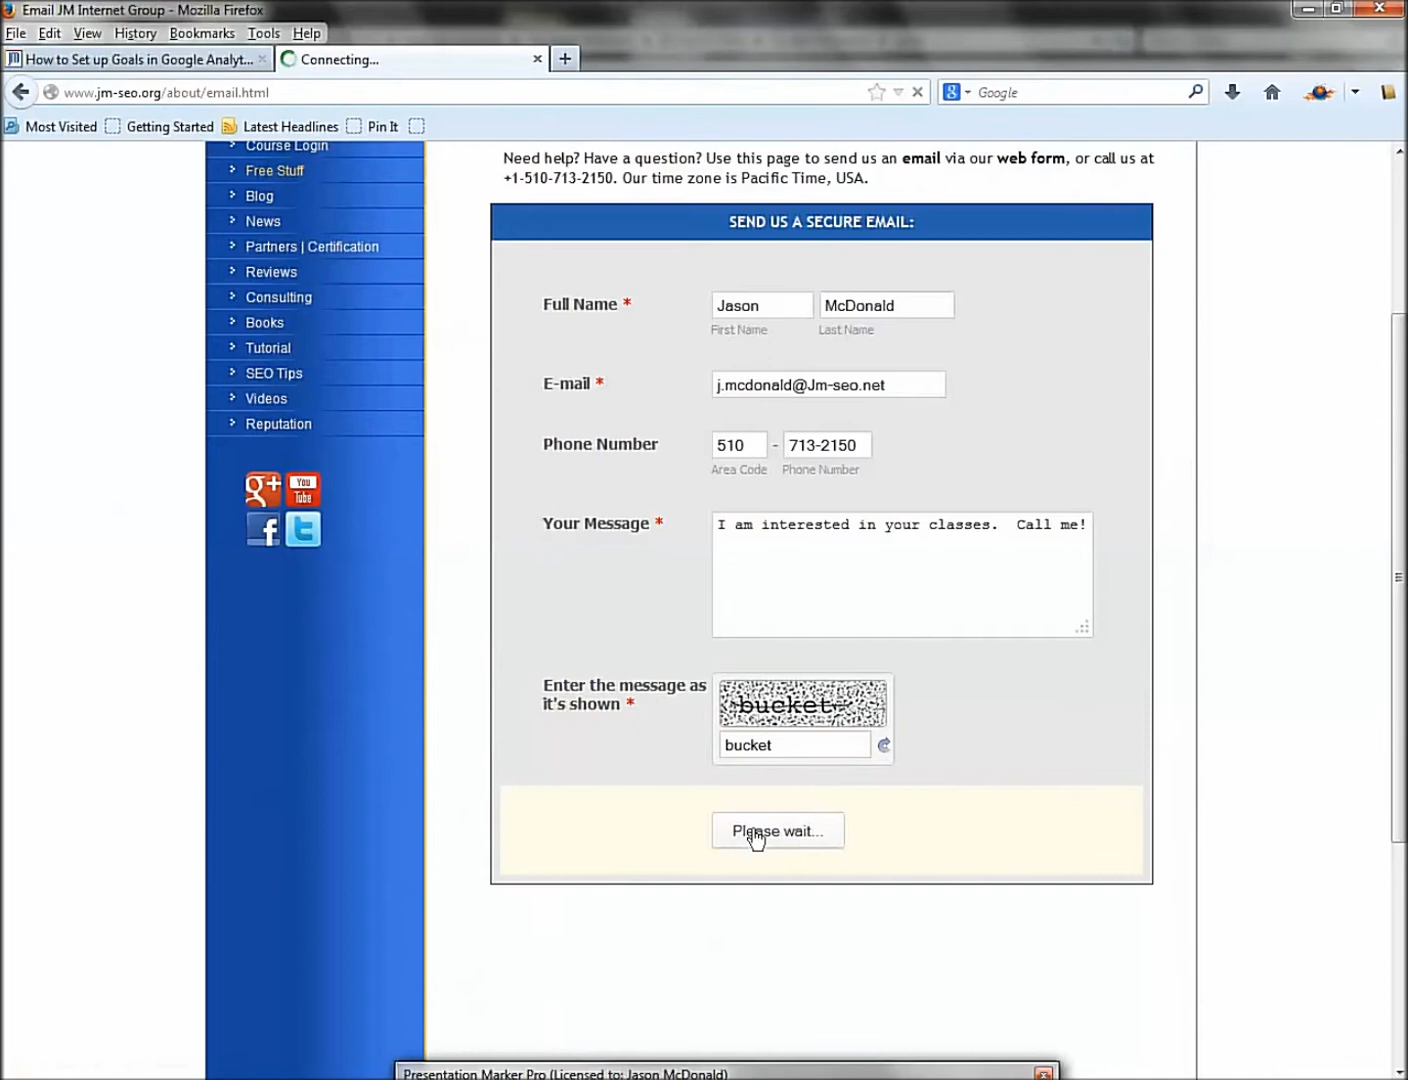 Email JM Internet Group - Mozilla Firefox
File Edit View History Bookmarks Tools Help
How to Set up Goals in Google Analyt... Connecting...
www.jm-seo.org/about/email.html Google
Most Visited Getting Started Latest Headlines Pin It
Course Login
Free Stuff
Blog
News
Partners | Certification
Reviews
Consulting
Books
Tutorial
SEO Tips
Videos
Reputation
g+ You Tube
f t
Need help? Have a question? Use this page to send us an email via our web form, or call us at
+1-510-713-2150. Our time zone is Pacific Time, USA.
SEND US A SECURE EMAIL:
Full Name * Jason McDonald
First Name Last Name
E-mail * j.mcdonald@Jm-seo.net
Phone Number 510 - 713-2150
Area Code Phone Number
Your Message * I am interested in your classes. Call me!
Enter the message as
it's shown *
bucket
bucket
Please wait...
Presentation Marker Pro (Licensed to: Jason McDonald)